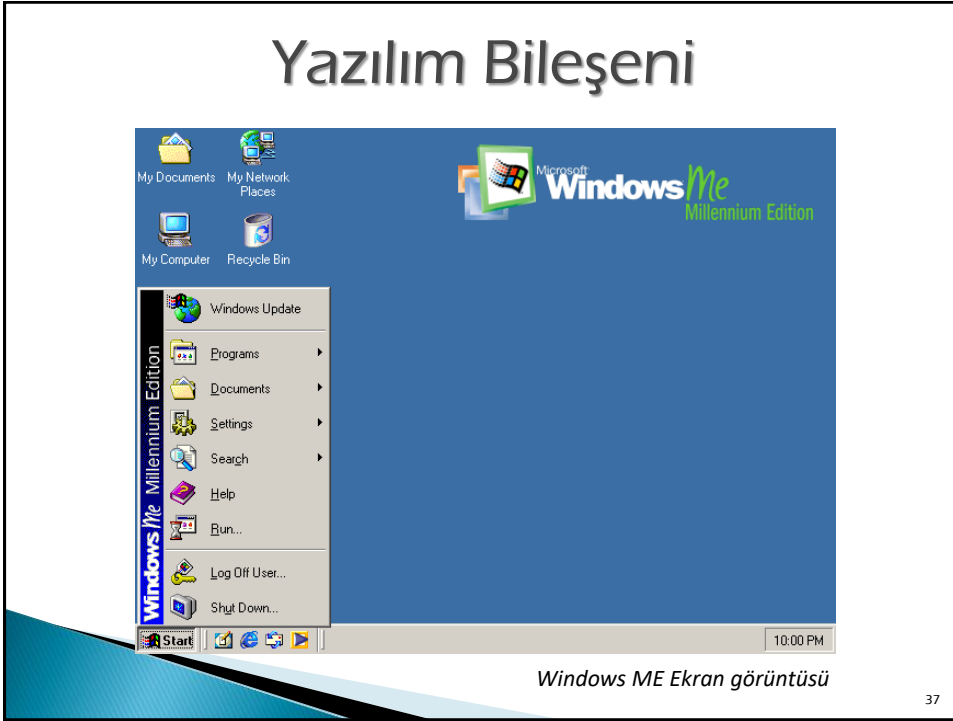 Yazılım Bileşeni
My Documents
My Network
Places
My Computer
Recycle Bin
Microsoft
Windows Me
Millennium Edition
Windows Me Millennium Edition
Windows Update
Programs
Documents
Settings
Search
Help
Run...
Log Off User...
Shut Down...
Start
10:00 PM
Windows ME Ekran görüntüsü
37